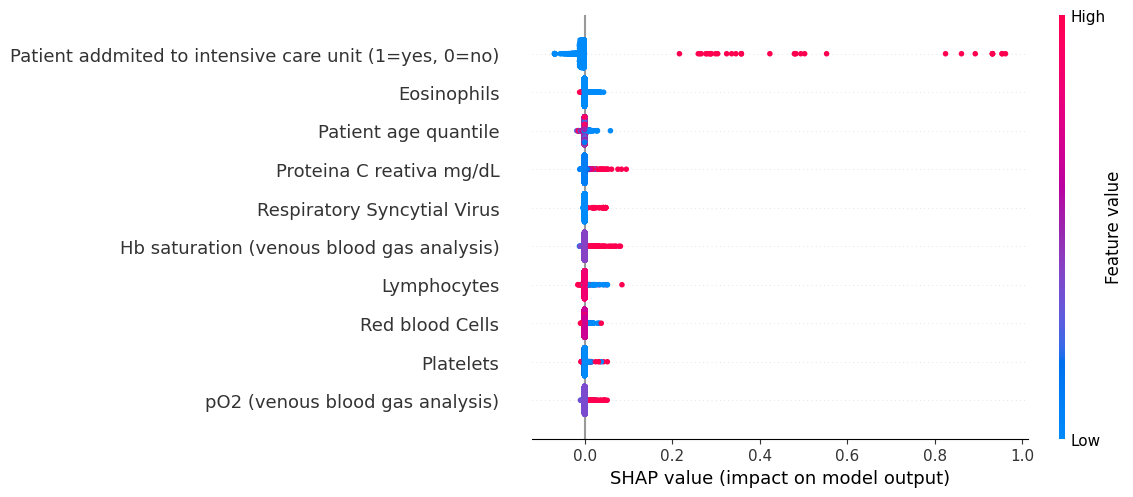 High
Patient addmited to intensive care unit (1=yes, 0=no)
Eosinophils
Patient age quantile
Proteina C reativa mg/dL
Respiratory Syncytial Virus
Hb saturation (venous blood gas analysis)
Lymphocytes
Red blood Cells
Platelets
pO2 (venous blood gas analysis)
Feature value
Low
0.0 0.2 0.4 0.6 0.8 1.0
SHAP value (impact on model output)